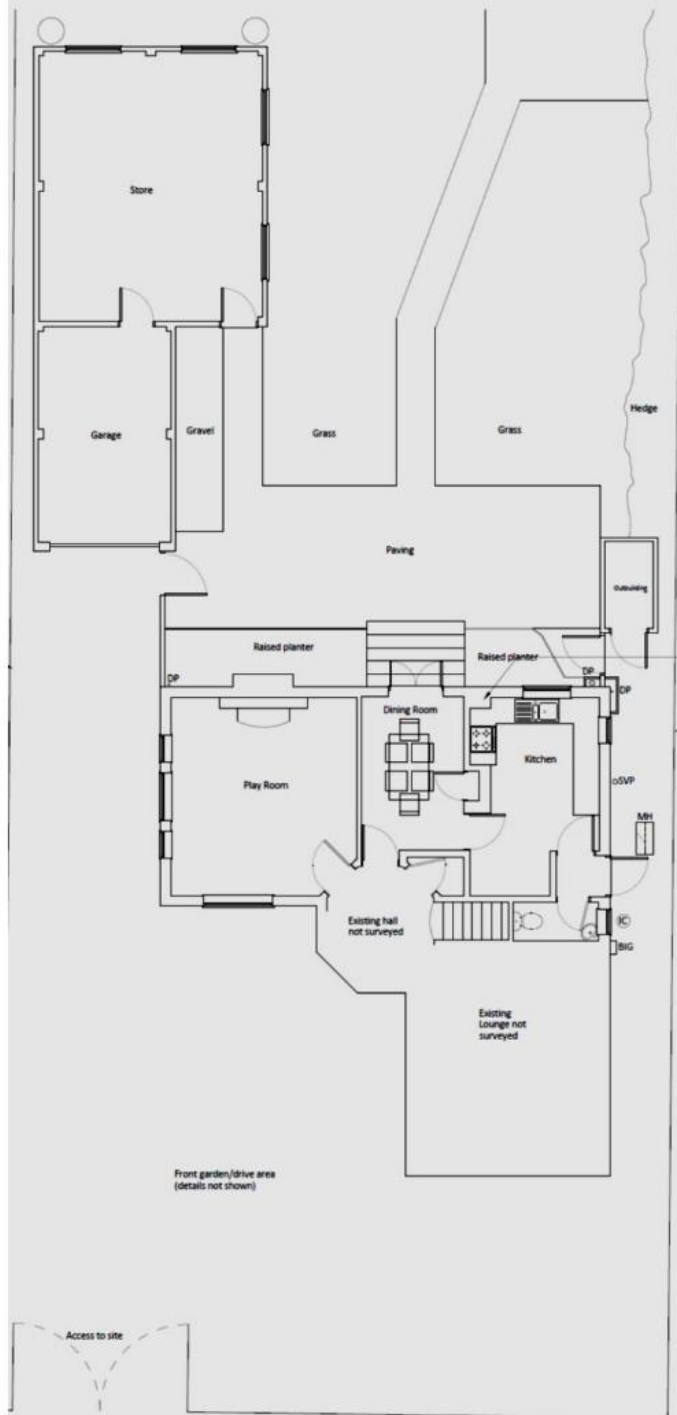 Store
Garage
Gravel
Grass
Grass
Hedge
Paving
Outbuilding
Raised planter
Raised planter
DP
DP
DP
Dining Room
Play Room
Kitchen
SVP
MH
Existing hall
not surveyed
IC
BIG
Existing
Lounge not
surveyed
Front garden/drive area
(details not shown)
Access to site